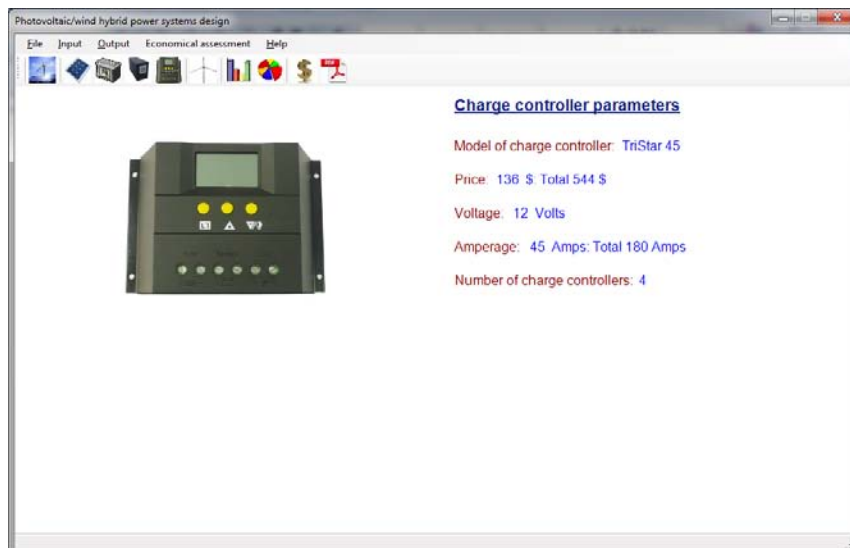 Photovoltaic/wind hybrid power systems design
File Input Output Economical assessment Help
Charge controller parameters
Model of charge controller: TriStar 45
Price: 136 $ Total 544 $
Voltage: 12 Volts
Amperage: 45 Amps: Total 180 Amps
Number of charge controllers: 4